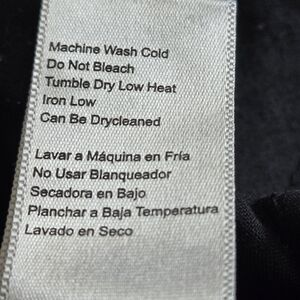 Machine Wash Cold
Do Not Bleach
Tumble Dry Low Heat
Iron Low
Can Be Drycleaned
Lavar a Máquina en Fría
No Usar Blanqueador
Secadora en Bajo
Planchar a Baja Temperatura
Lavado en Seco